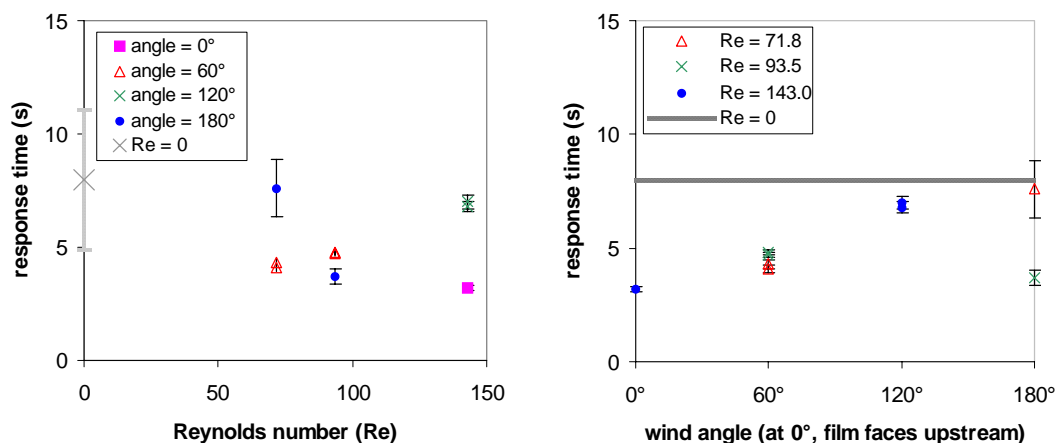 15
10
5
0
response time (s)
angle = 0°
angle = 60°
angle = 120°
angle = 180°
Re = 0
0 50 100 150
Reynolds number (Re)
15
10
5
0
response time (s)
Re = 71.8
Re = 93.5
Re = 143.0
Re = 0
0° 60° 120° 180°
wind angle (at 0°, film faces upstream)